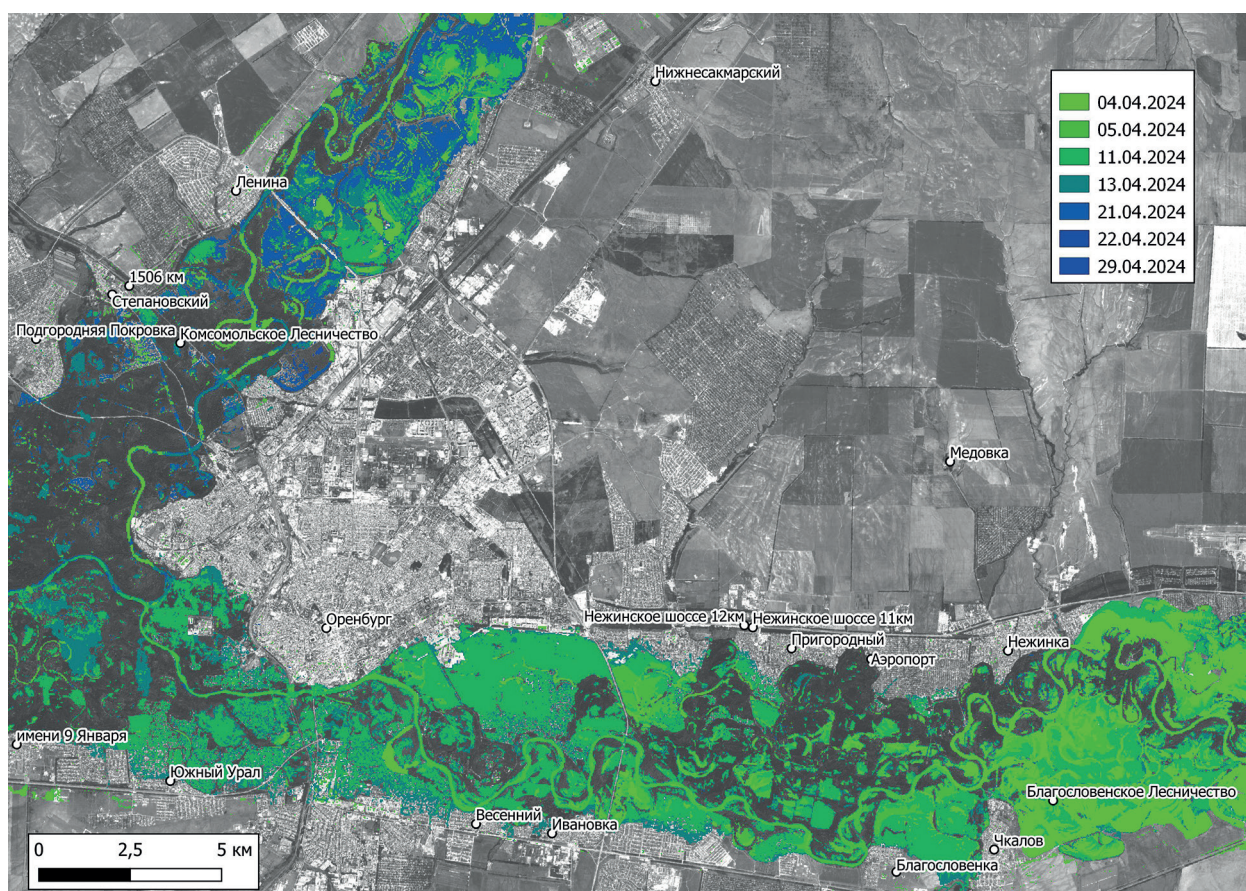 Нижнесакмарский
04.04.2024
05.04.2024
11.04.2024
13.04.2024
21.04.2024
22.04.2024
29.04.2024
Ленина
1506 км
Степановский
Подгородняя Покровка
Комсомольское Лесничество
Медовка
Оренбург
Нежинское шоссе 12км
Нежинское шоссе 11км
Пригородный
Аэропорт
Нежинка
имени 9 Января
Южный Урал
Весенний
Ивановка
Благословенское Лесничество
Чкалов
Благословенка
0 2,5 5 км